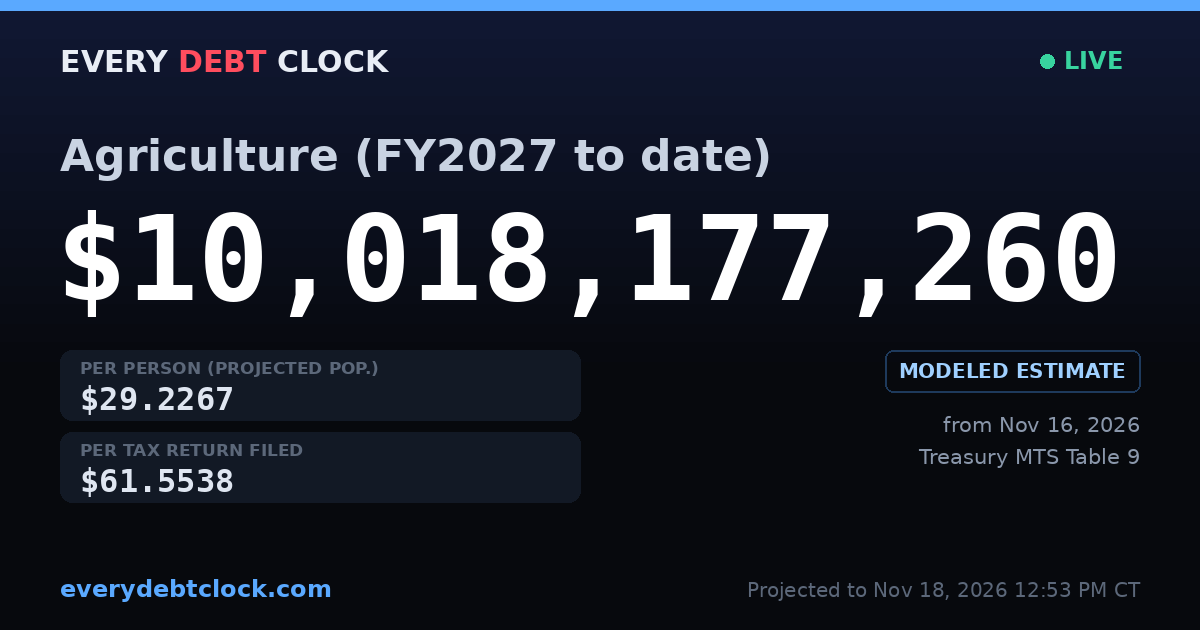 EVERY DEBT CLOCK
LIVE
Agriculture (FY2027 to date)
$10,018,177,260
PER PERSON (PROJECTED POP.)
$29.2267
PER TAX RETURN FILED
$61.5538
MODELED ESTIMATE
from Nov 16, 2026
Treasury MTS Table 9
everydebtclock.com
Projected to Nov 18, 2026 12:53 PM CT